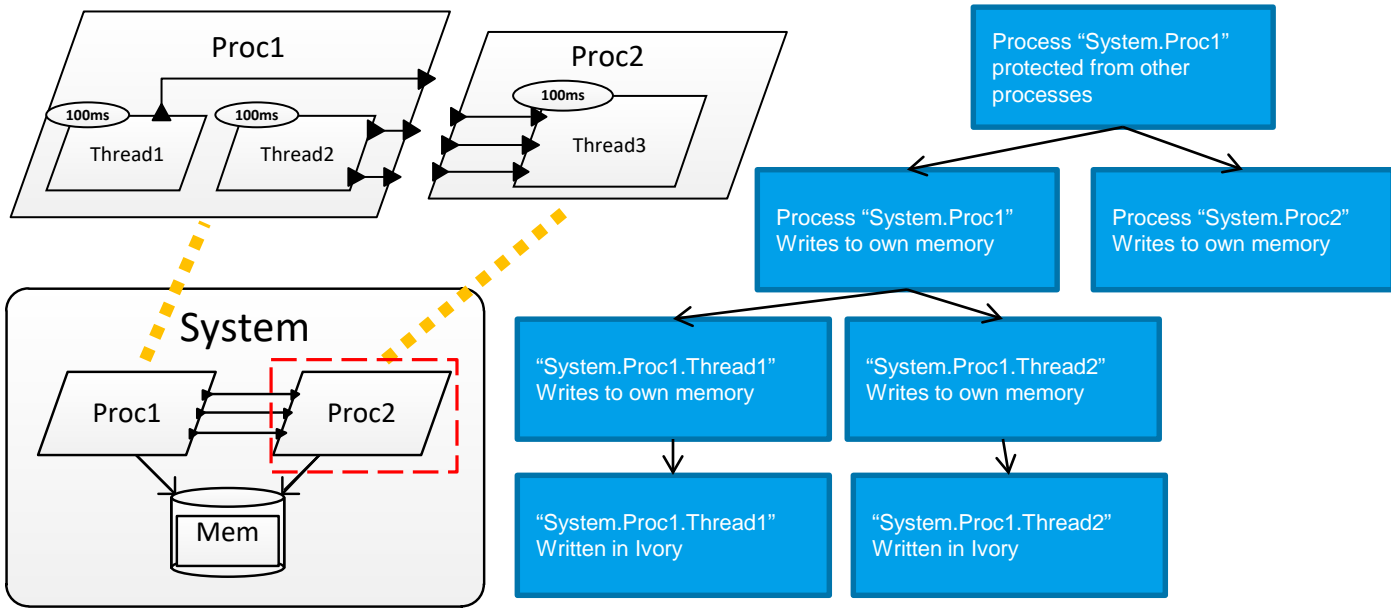 Proc1
100ms
Thread1
100ms
Thread2
Proc2
100ms
Thread3
System
Proc1
Proc2
Mem
Process “System.Proc1”
protected from other
processes
Process “System.Proc1”
Writes to own memory
Process “System.Proc2”
Writes to own memory
“System.Proc1.Thread1”
Writes to own memory
“System.Proc1.Thread2”
Writes to own memory
“System.Proc1.Thread1”
Written in Ivory
“System.Proc1.Thread2”
Written in Ivory